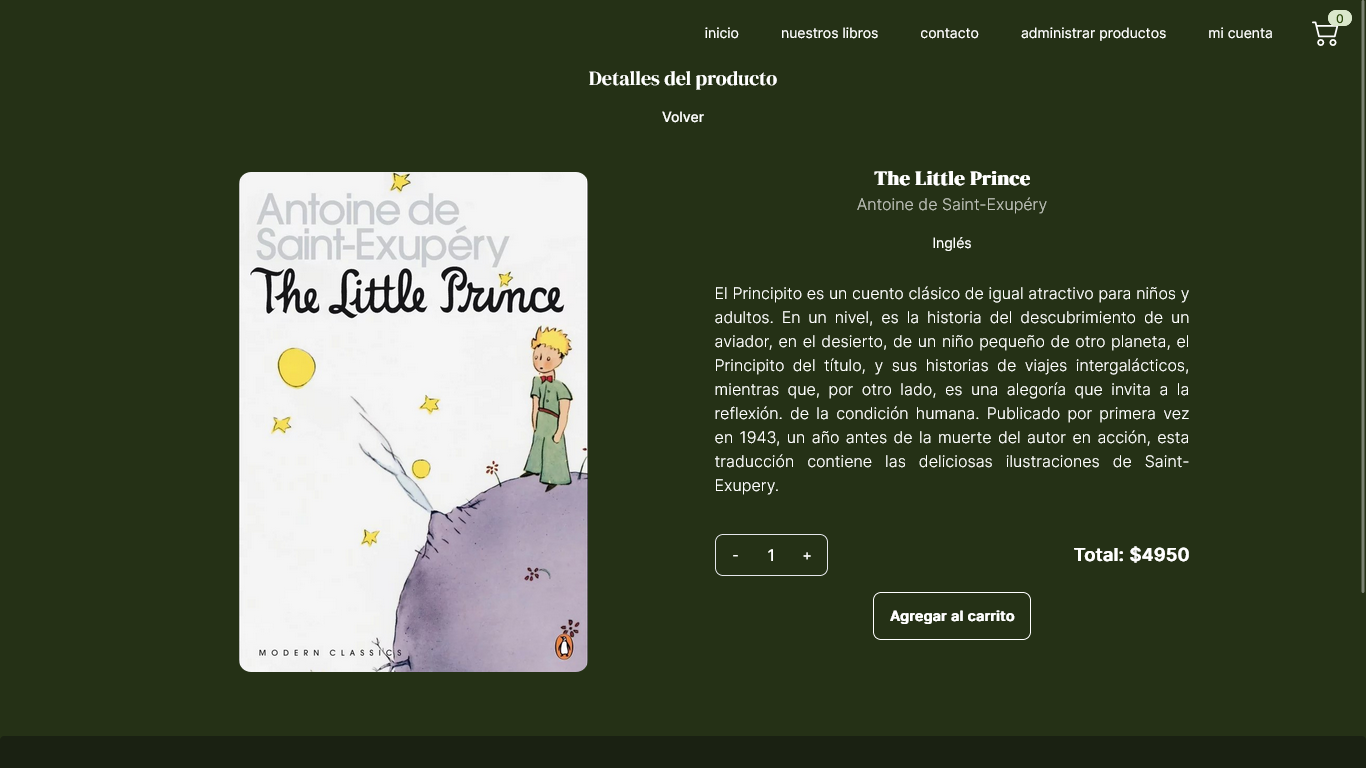 0
inicio nuestros libros contacto administrar productos mi cuenta
Detalles del producto
Volver
Antoine de
Saint-Exupéry
The Little Prince
MODERN CLASSICS
The Little Prince
Antoine de Saint-Exupéry
Inglés
El Principito es un cuento clásico de igual atractivo para niños y
adultos. En un nivel, es la historia del descubrimiento de un
aviador, en el desierto, de un niño pequeño de otro planeta, el
Principito del título, y sus historias de viajes intergalácticos,
mientras que, por otro lado, es una alegoría que invita a la
reflexión. de la condición humana. Publicado por primera vez
en 1943, un año antes de la muerte del autor en acción, esta
traducción contiene las deliciosas ilustraciones de Saint-
Exupery.
- 1 +
Total: $4950
Agregar al carrito